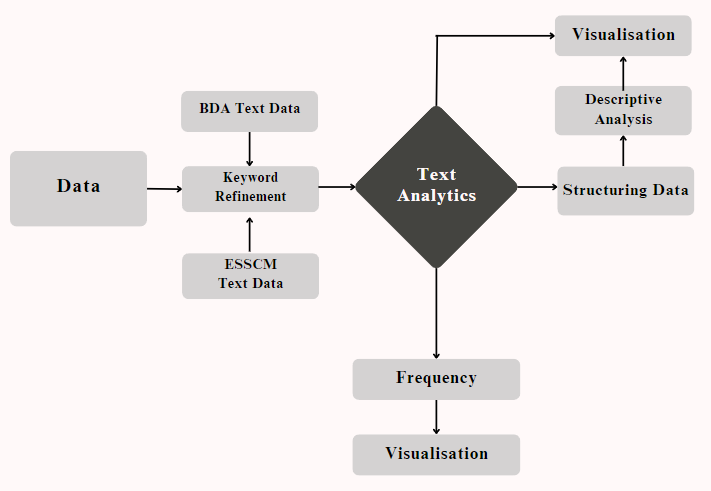 Visualisation
BDA Text Data
Descriptive
Analysis
Data
Keyword
Refinement
Text
Analytics
Structuring Data
ESSCM
Text Data
Frequency
Visualisation